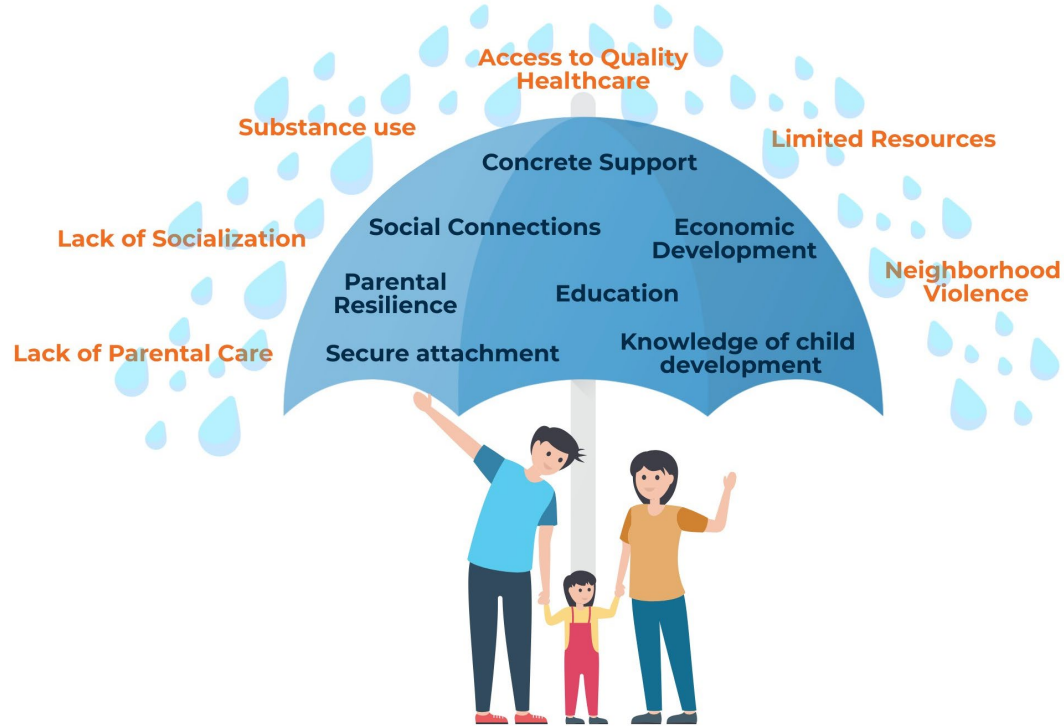 Access to Quality
Healthcare
Substance use
Limited Resources
Concrete Support
Social Connections
Economic
Development
Lack of Socialization
Neighborhood
Violence
Parental
Resilience
Education
Lack of Parental Care
Secure attachment
Knowledge of child
development